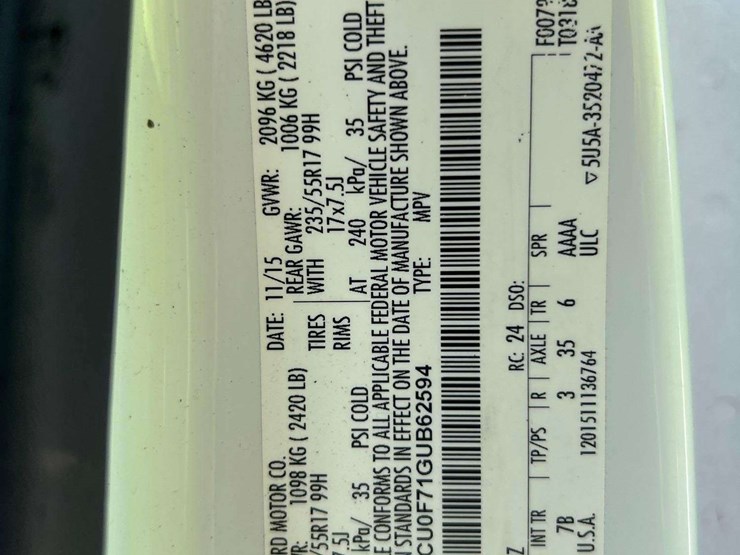 RD MOTOR CO. DATE: 11/15 GVWR: 2096 KG ( 4620 LB
R: 1098 KG ( 2420 LB) REAR GAWR: 1006 KG ( 2218 LB)
/55R17 99H TIRES WITH 235/55R17 99H
7.5J RIMS 17x7.5J
kPa/ 35 PSI COLD AT 240 kPa/ 35 PSI COLD
E CONFORMS TO ALL APPLICABLE FEDERAL MOTOR VEHICLE SAFETY AND THEFT
STANDARDS IN EFFECT ON THE DATE OF MANUFACTURE SHOWN ABOVE.
CU0F71GUB62594 TYPE: MPV
F0079
T0318
Z RC: 24 DSO:
INT TR TP/PS R AXLE TR SPR
7B 3 35 6 AAAA
U.S.A. 1201511136764 ULC ▽ 5U5A-3520472-AA